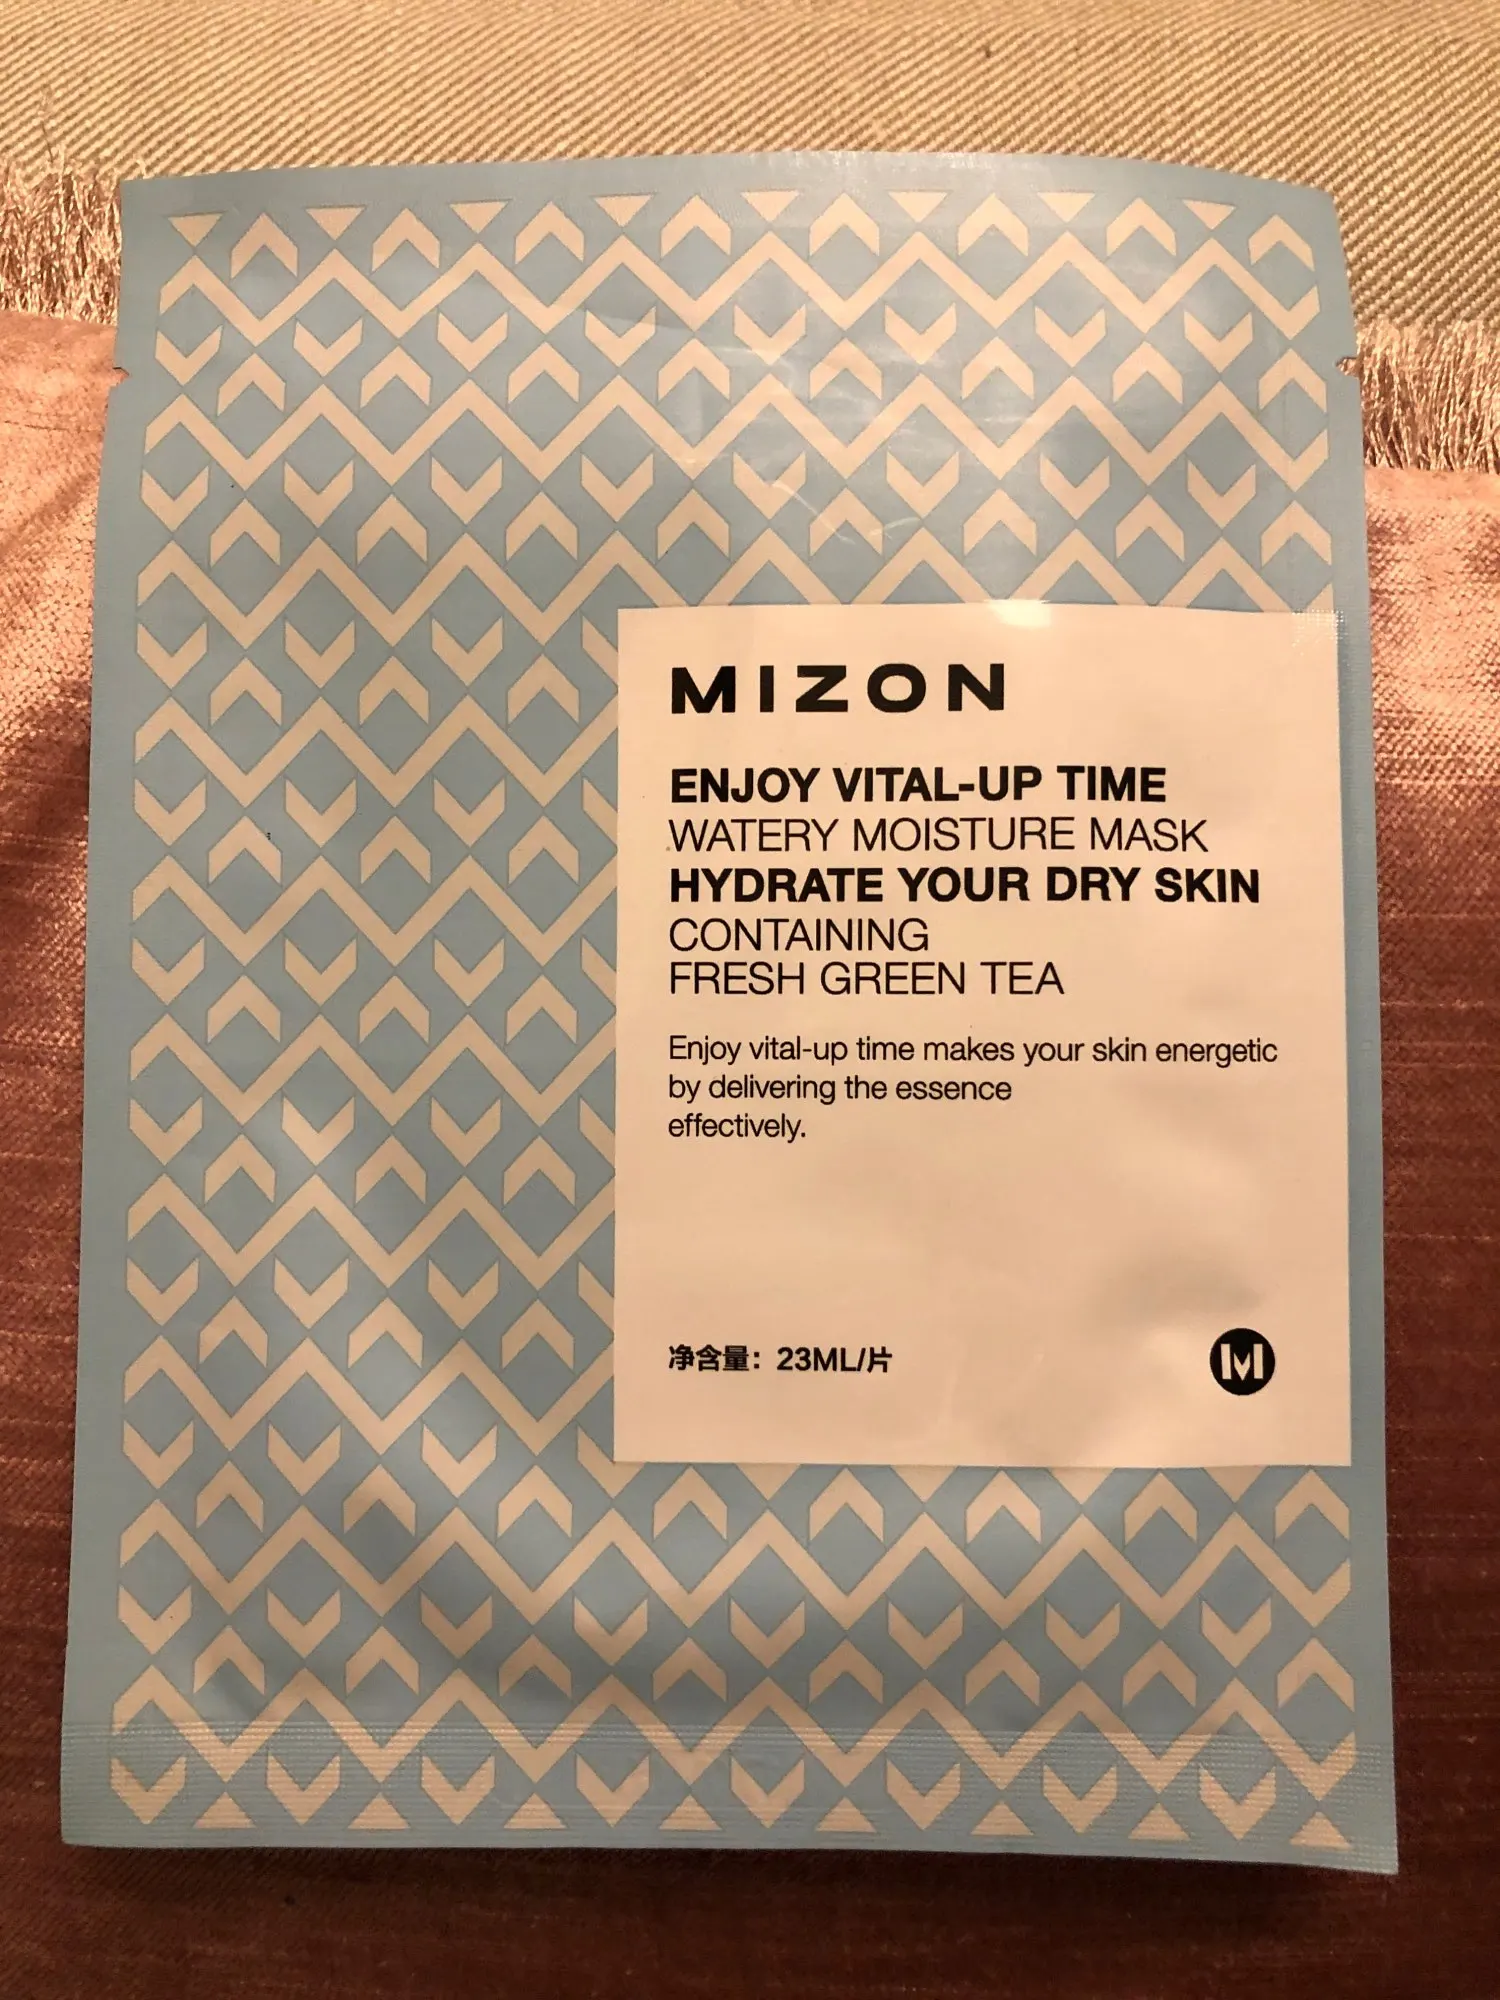 MIZON
ENJOY VITAL-UP TIME
WATERY MOISTURE MASK
HYDRATE YOUR DRY SKIN
CONTAINING
FRESH GREEN TEA
Enjoy vital-up time makes your skin energetic
by delivering the essence
effectively.
净含量：23ML/片
M